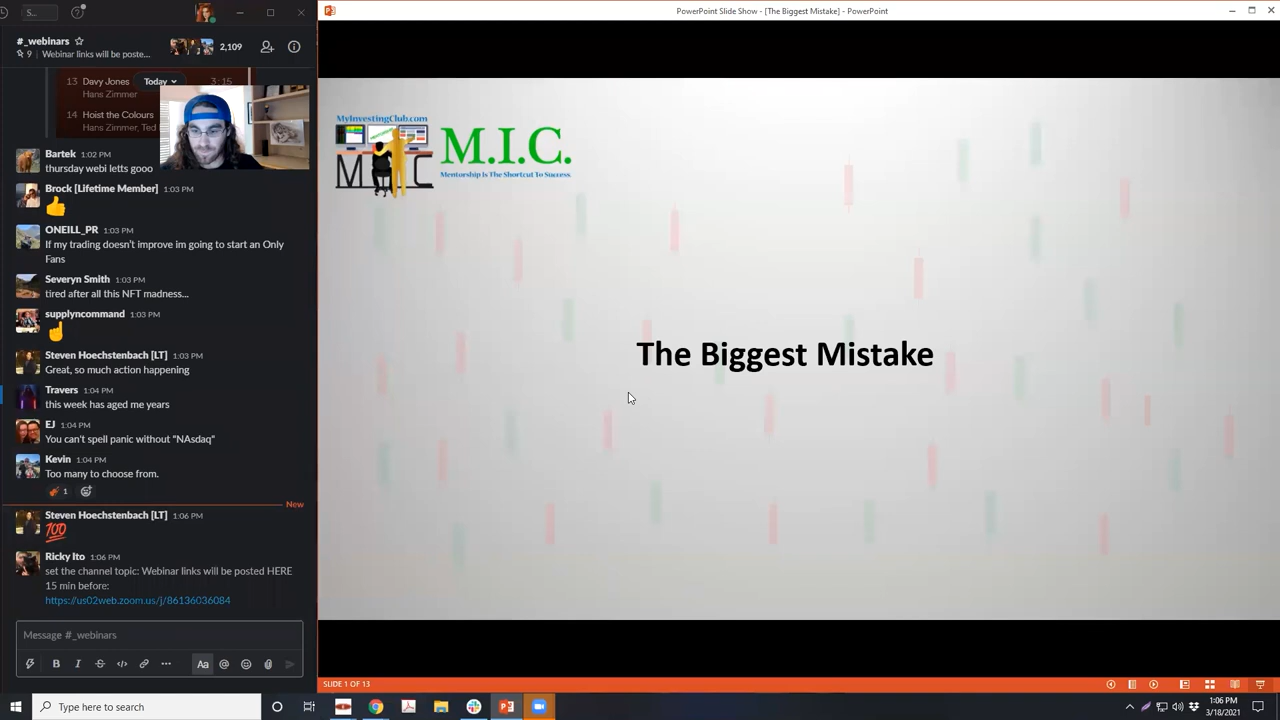 #_webinars
2,109
9 | Webinar links will be poste...
13 Davy Jones 3:15
Hans Zimmer
Today
14 Hoist the Colours
Hans Zimmer, Ted
Bartek 1:02 PM
thursday webi letts gooo
Brock [Lifetime Member] 1:03 PM
ONEILL_PR 1:03 PM
If my trading doesn't improve im going to start an Only
Fans
Severyn Smith 1:03 PM
tired after all this NFT madness...
supplyncommand 1:03 PM
Steven Hoechstenbach [LT] 1:03 PM
Great, so much action happening
Travers 1:04 PM
this week has aged me years
EJ 1:04 PM
You can't spell panic without "NAsdaq"
Kevin 1:04 PM
Too many to choose from.
1
New
Steven Hoechstenbach [LT] 1:06 PM
100
Ricky Ito 1:06 PM
set the channel topic: Webinar links will be posted HERE
15 min before:
https://us02web.zoom.us/j/86136036084
Message #_webinars
B I S Aa @
PowerPoint Slide Show - [The Biggest Mistake] - PowerPoint
MyInvestingClub.com
MIC
M.I.C.
Mentorship Is The Shortcut To Success.
The Biggest Mistake
SLIDE 1 OF 13
Type here to search
1:06 PM
3/18/2021